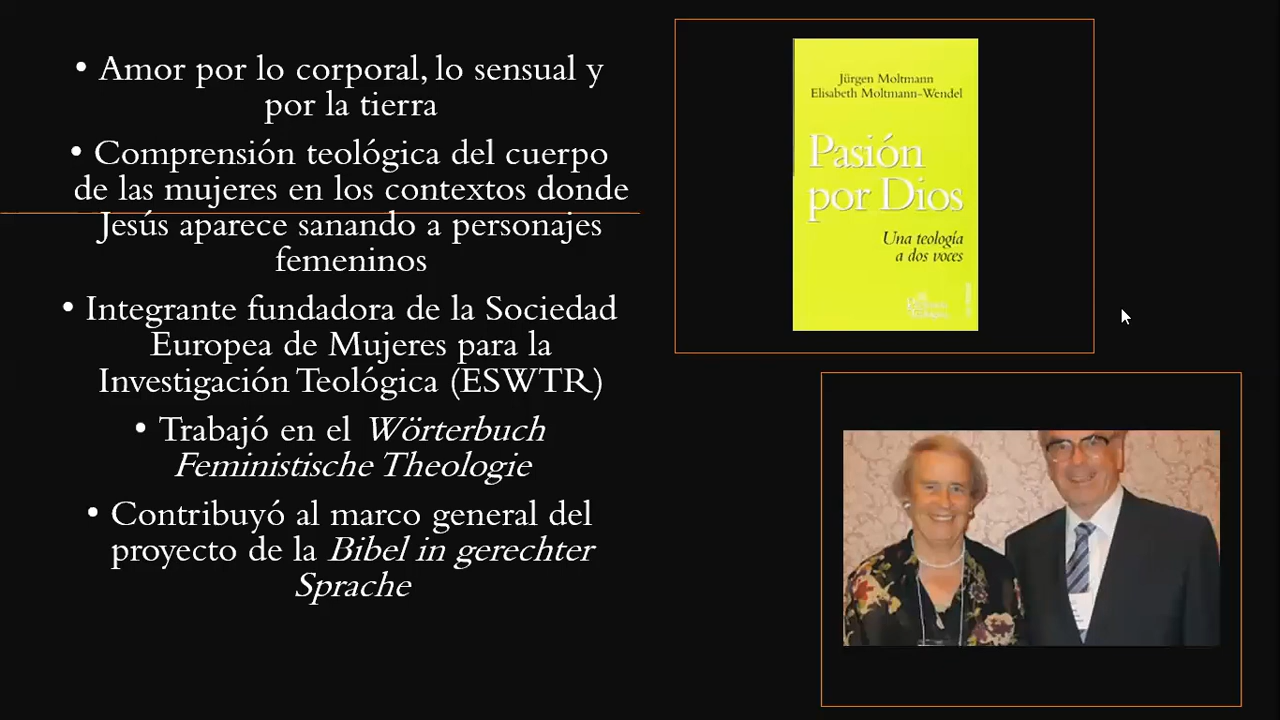 • Amor por lo corporal, lo sensual y
por la tierra
• Comprensión teológica del cuerpo
de las mujeres en los contextos donde
Jesús aparece sanando a personajes
femeninos
• Integrante fundadora de la Sociedad
Europea de Mujeres para la
Investigación Teológica (ESWTR)
• Trabajó en el Wörterbuch
Feministische Theologie
• Contribuyó al marco general del
proyecto de la Bibel in gerechter
Sprache
Jürgen Moltmann
Elisabeth Moltmann-Wendel
Pasión
por Dios
Una teología
a dos voces